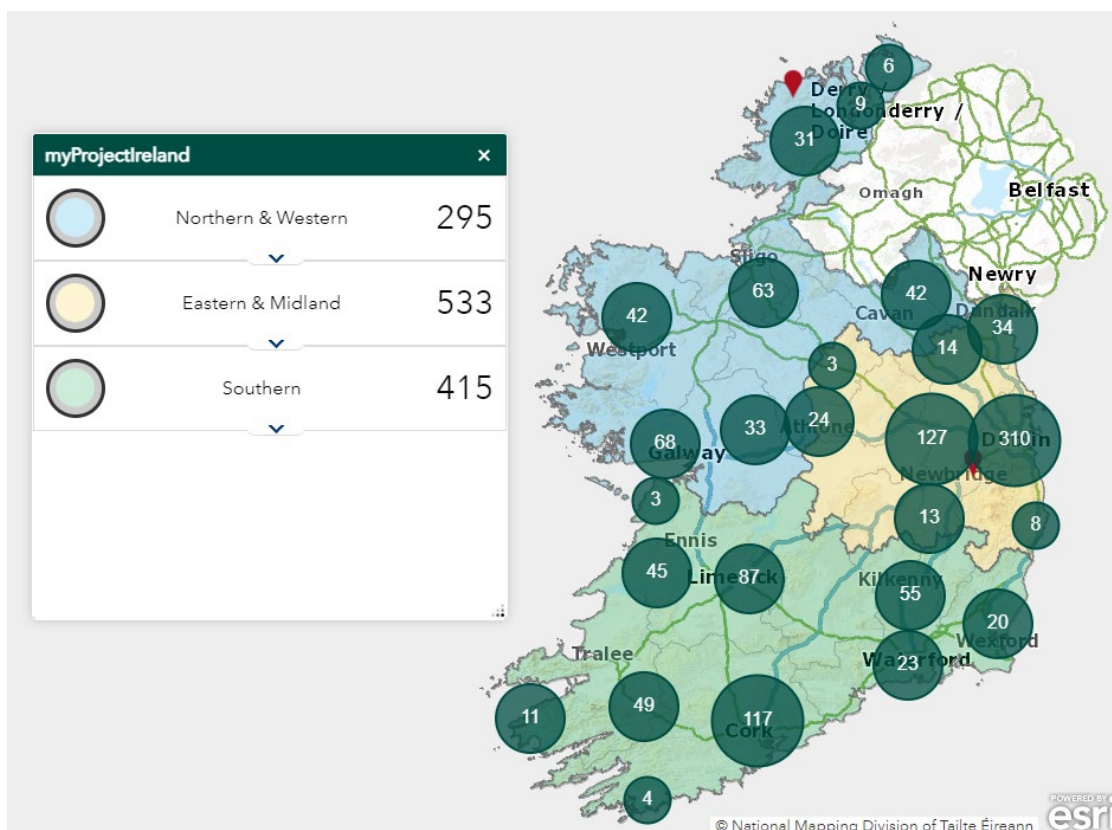 myProjectIreland ×
Northern & Western 295
Eastern & Midland 533
Southern 415
6
Derry /
9
Londonderry /
Doire
31
Omagh
Belfast
Sligo
Newry
63
42
42
Cavan
Dundalk
34
Westport
14
3
24
33
Athlone
127
310
Dublin
68
Galway
Newbridge
3
13
8
Ennis
45
87
Limerick
Kilkenny
55
20
Wexford
Tralee
Waterford
23
11
49
117
Cork
4
POWERED BY
esri
© National Mapping Division of Tailte Éireann